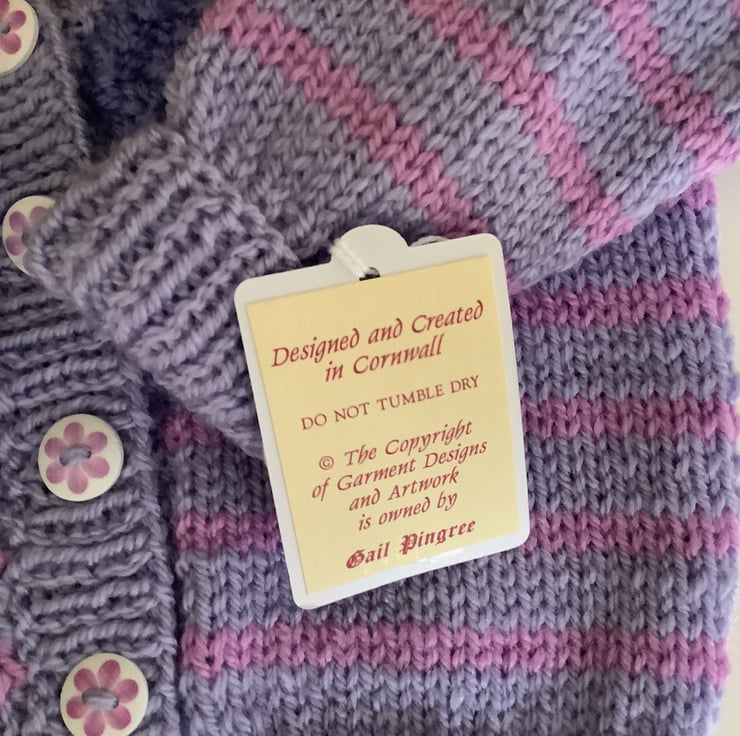 Designed and Created
in Cornwall
DO NOT TUMBLE DRY
© The Copyright
of Garment Designs
and Artwork
is owned by
Gail Pingree